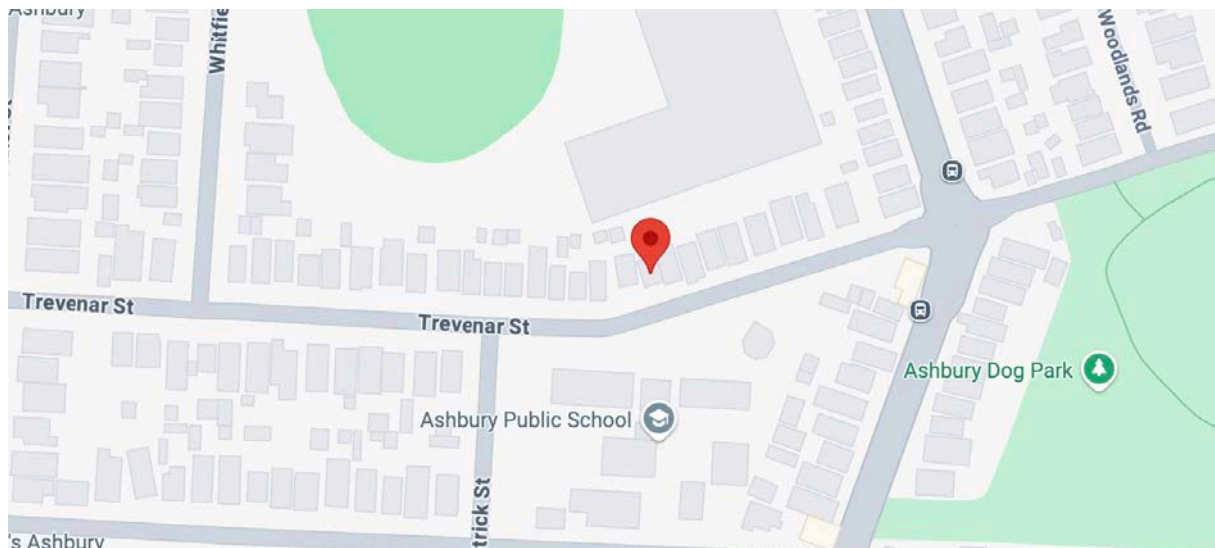 Ashbury
Whitfie
Woodlands Rd
Trevenar St
Trevenar St
Ashbury Dog Park
Ashbury Public School
trick St
's Ashbury